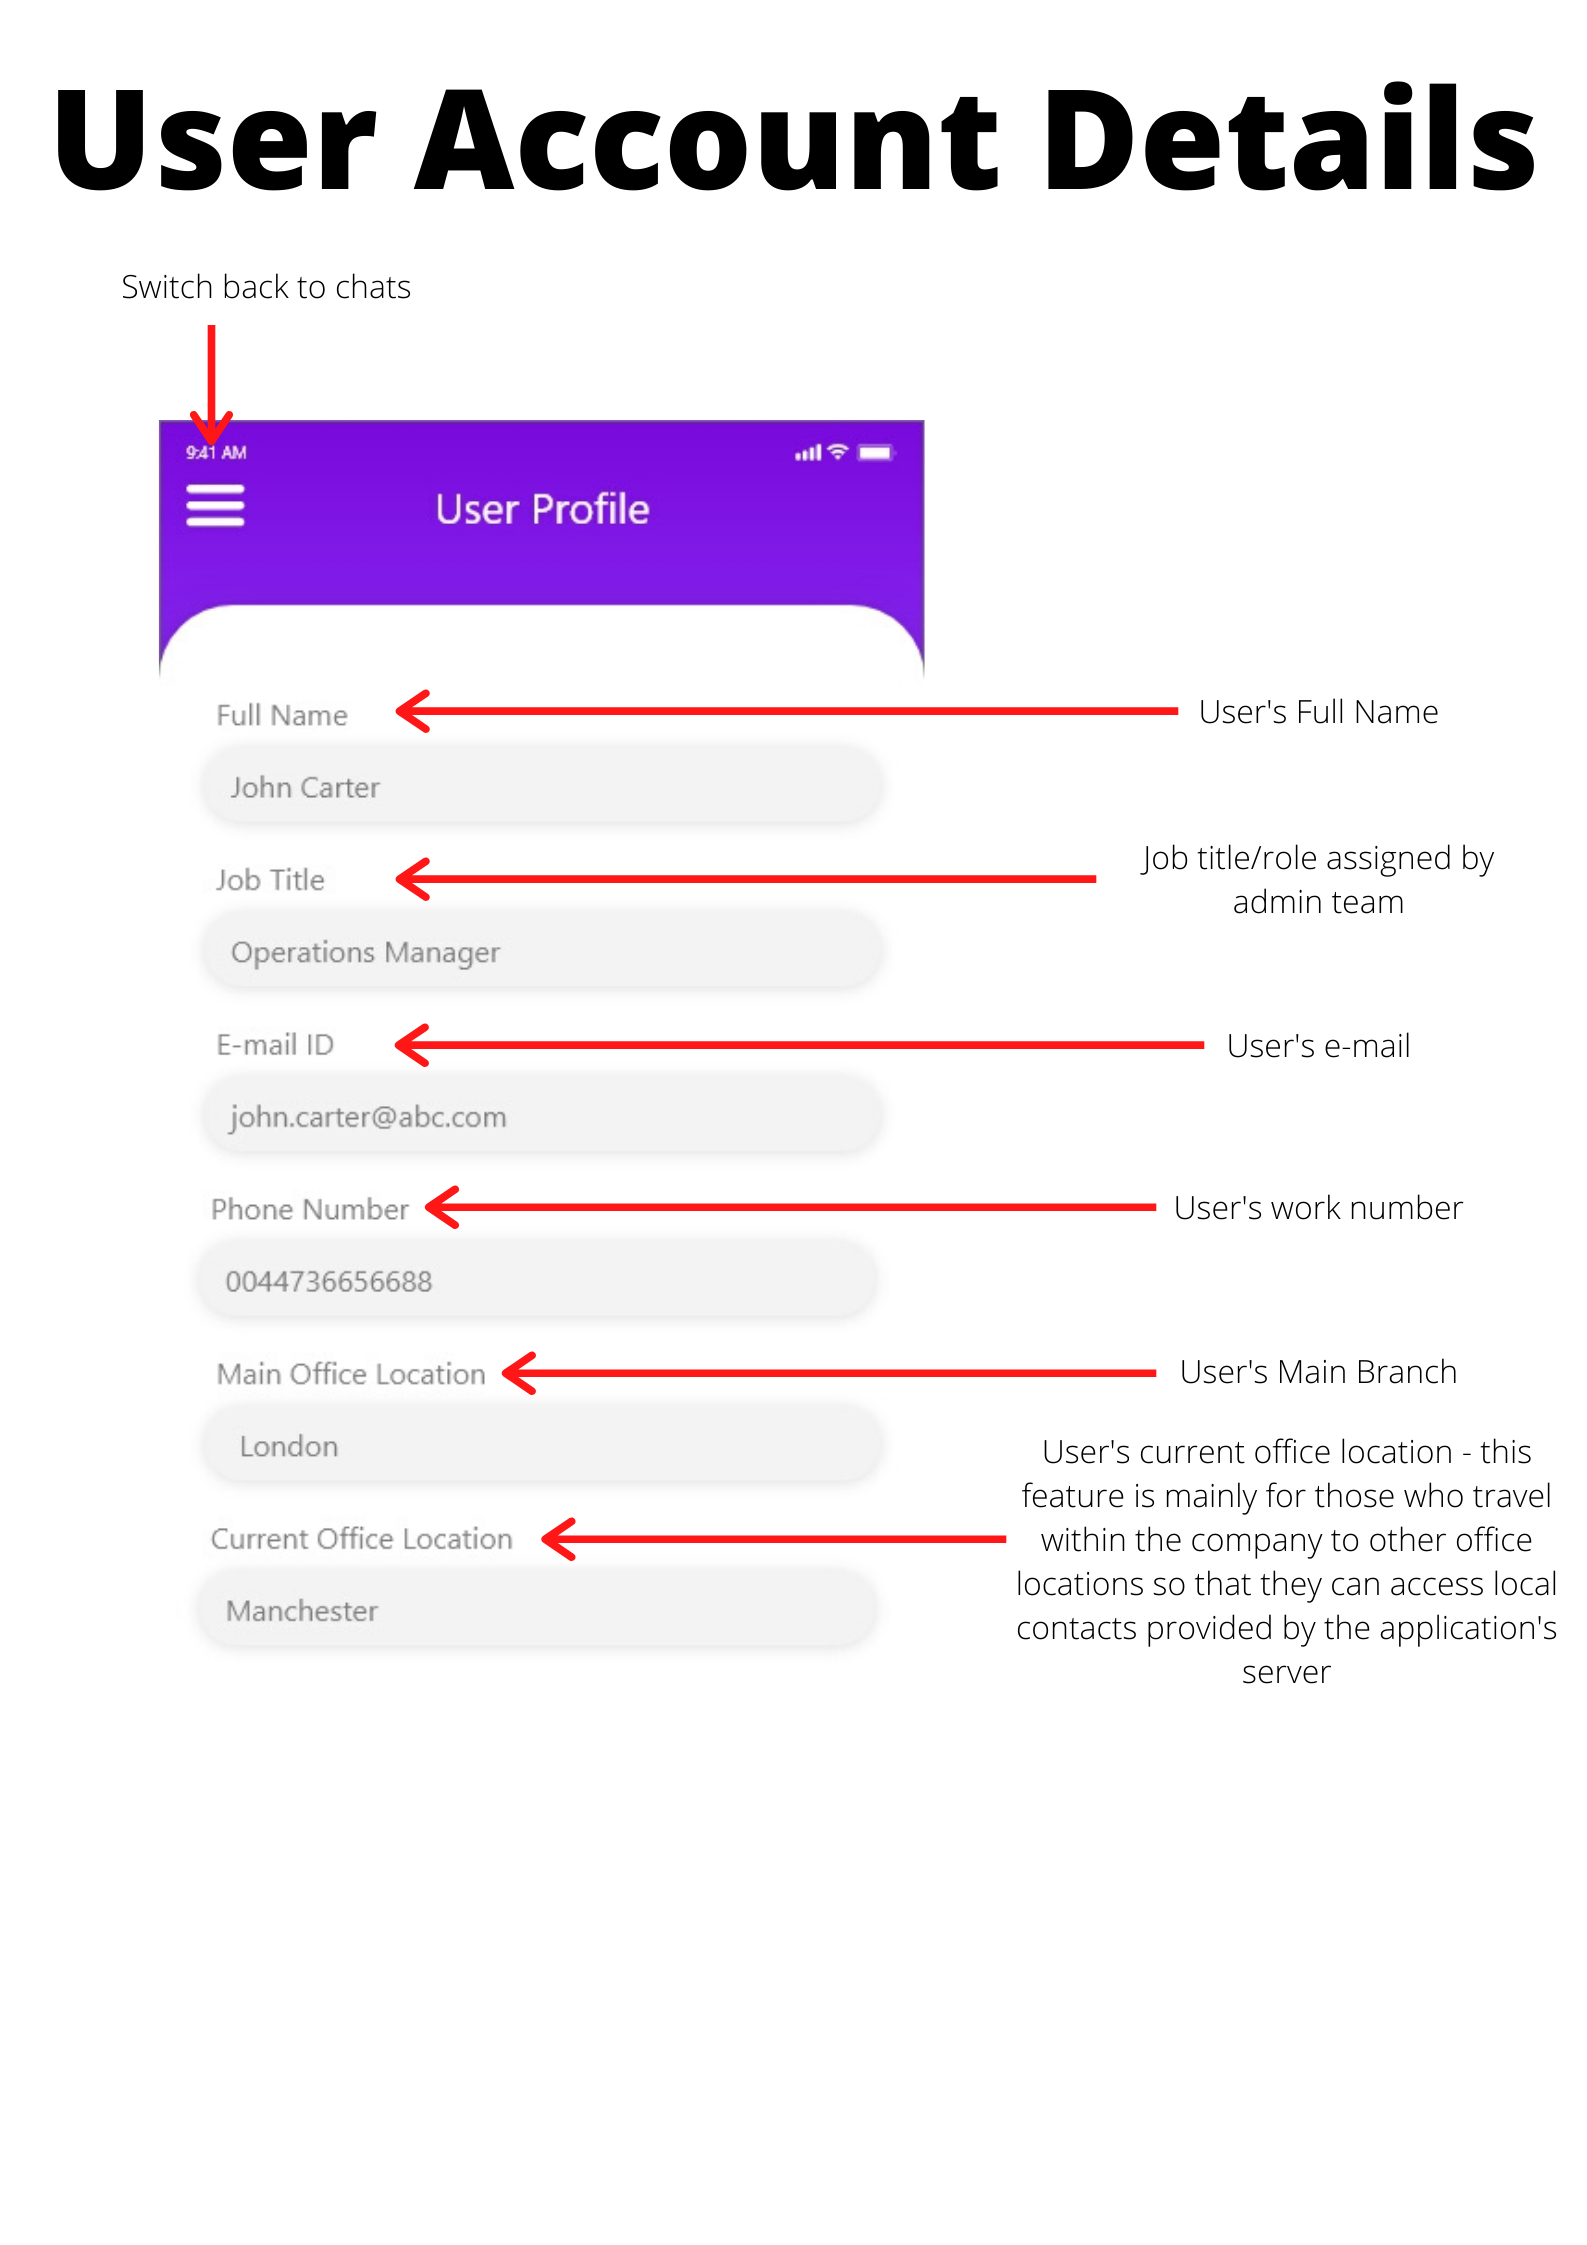 User Account Details
Switch back to chats
9:41 AM
User Profile
Full Name
User's Full Name
John Carter
Job title/role assigned by
admin team
Job Title
Operations Manager
E-mail ID
User's e-mail
john.carter@abc.com
Phone Number
User's work number
0044736656688
Main Office Location
User's Main Branch
London
User's current office location - this
feature is mainly for those who travel
within the company to other office
locations so that they can access local
contacts provided by the application's
server
Current Office Location
Manchester